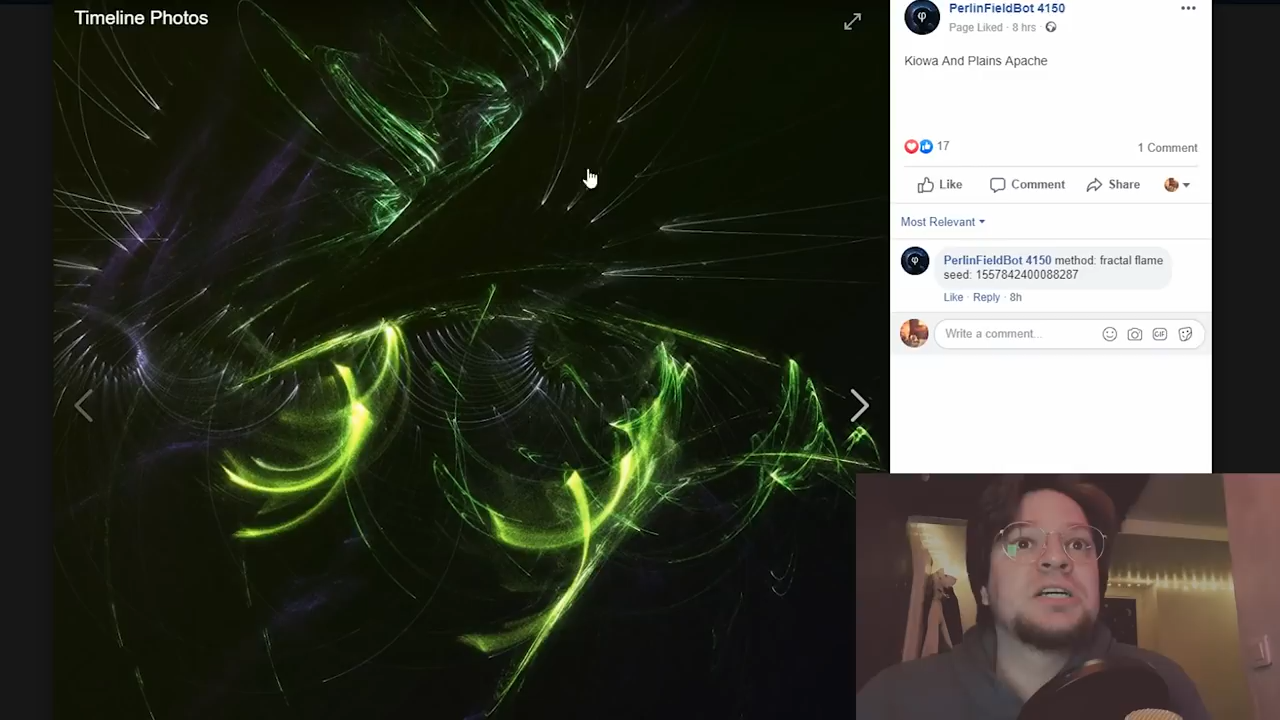 Timeline Photos
PerlinFieldBot 4150
Page Liked · 8 hrs ·
Kiowa And Plains Apache
17
1 Comment
Like
Comment
Share
Most Relevant
PerlinFieldBot 4150 method: fractal flame
seed: 1557842400088287
Like · Reply · 8h
Write a comment...
GIF